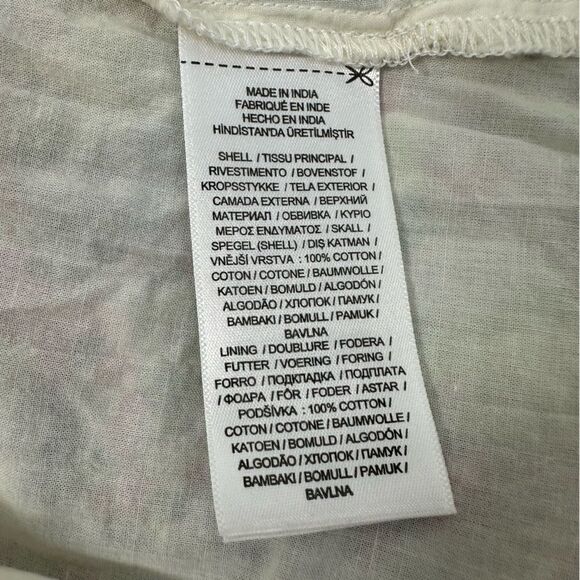 MADE IN INDIA
FABRIQUÉ EN INDE
HECHO EN INDIA
HİNDİSTAN'DA ÜRETİLMİŞTİR
SHELL / TISSU PRINCIPAL /
RIVESTIMENTO / BOVENSTOF /
KROPSSTYKKE / TELA EXTERIOR /
CAMADA EXTERNA / ВЕРХНИЙ
МАТЕРИАЛ / ОБВИВКА / ΚΥΡΙΟ
ΜΕΡΟΣ ΕΝΔΥΜΑΤΟΣ / SKALL /
SPEGEL (SHELL) / DIŞ KATMAN /
VNĚJŠÍ VRSTVA : 100% COTTON /
COTON / COTONE / BAUMWOLLE /
KATOEN / BOMULD / ALGODÓN /
ALGODÃO / ХЛОПОК / ПАМУК /
ΒΑΜΒΑΚΙ / BOMULL / PAMUK /
BAVLNA
LINING / DOUBLURE / FODERA /
FUTTER / VOERING / FORING /
FORRO / ПОДКЛАДКА / ПОДПЛАТА
/ ΦΟΔΡΑ / FÔR / FODER / ASTAR /
PODŠÍVKA : 100% COTTON /
COTON / COTONE / BAUMWOLLE /
KATOEN / BOMULD / ALGODÓN /
ALGODÃO / ХЛОПОК / ПАМУК /
ΒΑΜΒΑΚΙ / BOMULL / PAMUK /
BAVLNA